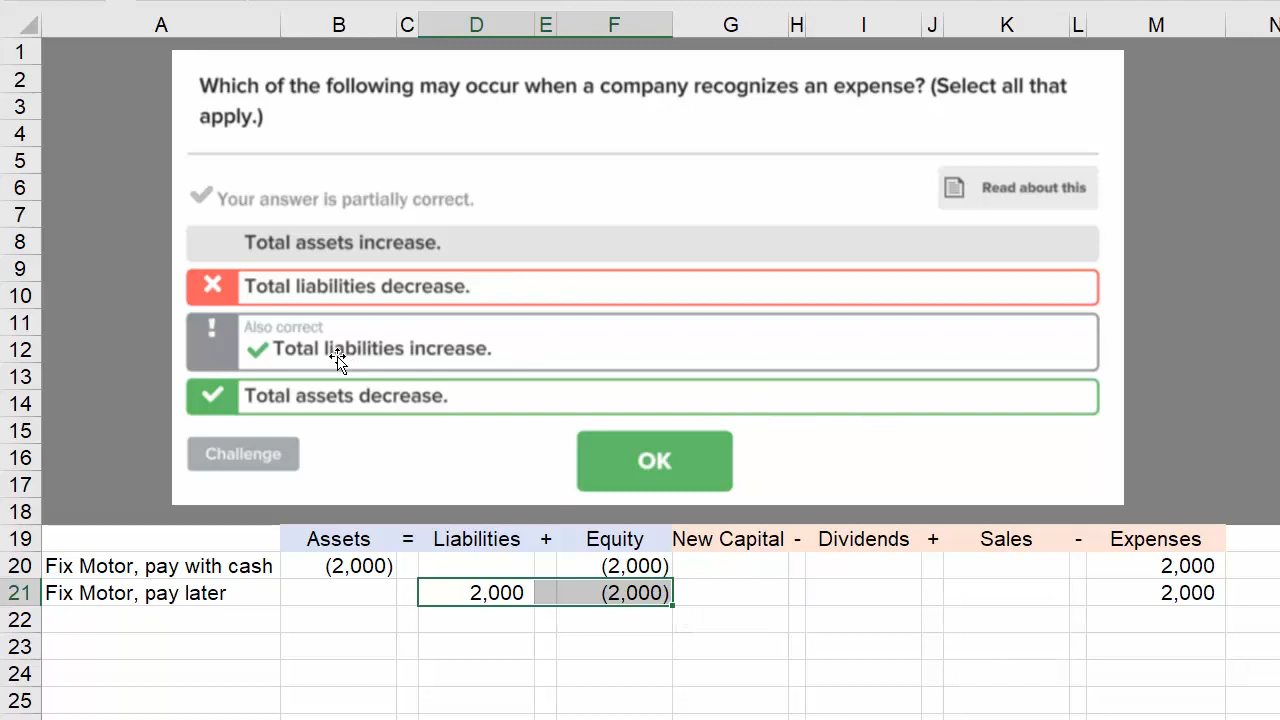 A B C D E F G H I J K L M N
1
2
3
4
5
6
7
8
9
10
11
12
13
14
15
16
17
18
Which of the following may occur when a company recognizes an expense? (Select all that
apply.)
Read about this
Your answer is partially correct.
Total assets increase.
Total liabilities decrease.
Also correct
Total liabilities increase.
Total assets decrease.
Challenge
OK
19 Assets = Liabilities + Equity New Capital - Dividends + Sales - Expenses
20 Fix Motor, pay with cash (2,000) (2,000) 2,000
21 Fix Motor, pay later 2,000 (2,000) 2,000
22
23
24
25